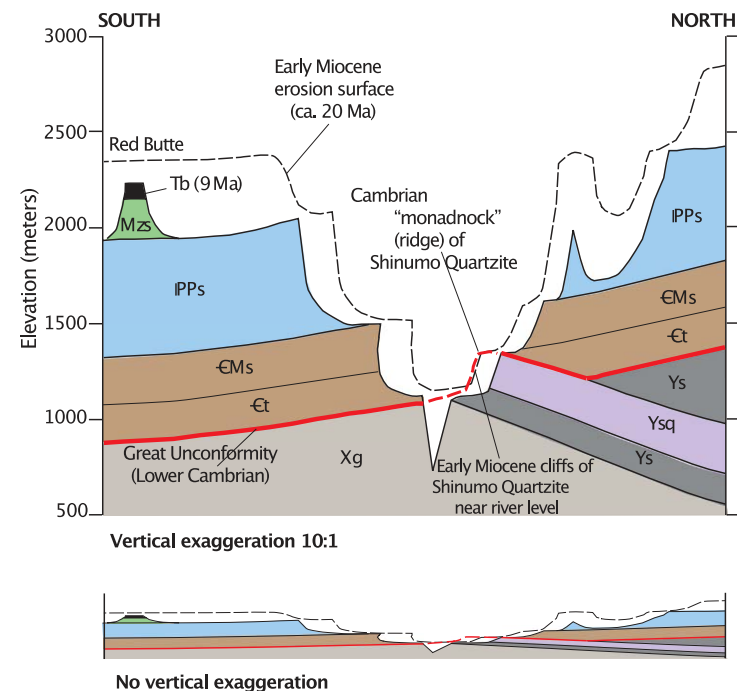 SOUTH
NORTH
3000
2500
2000
1500
1000
500
Elevation (meters)
Early Miocene
erosion surface
(ca. 20 Ma)
Red Butte
Tb (9 Ma)
Mzs
Cambrian
"monadnock"
(ridge) of
Shinumo Quartzite
ℙPs
ℙPs
ЄMs
Єt
ЄMs
Єt
Ys
Ysq
Ys
Great Unconformity
(Lower Cambrian)
Xg
Early Miocene cliffs of
Shinumo Quartzite
near river level
Vertical exaggeration 10:1
No vertical exaggeration